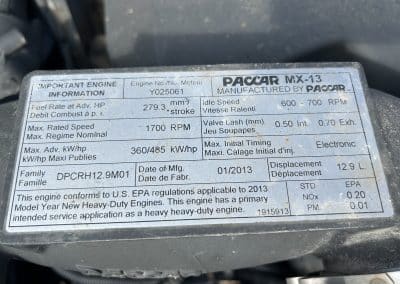 IMPORTANT ENGINE INFORMATION
Engine No./No. Moteur
Y025061
PACCAR MX-13
MANUFACTURED BY PACCAR
Fuel Rate at Adv. HP
Debit Combust à p. r.
279.3 mm³ stroke
Idle Speed
Vitesse Ralenti
600 - 700 RPM
Max. Rated Speed
Max. Regime Nominal
1700 RPM
Valve Lash (mm)
Jeu Soupapes
0.50 Int. 0.70 Exh.
Max. Adv. kW/hp
kW/hp Maxi Publies
360/485 kW/hp
Max. Initial Timing
Maxi. Calage Initial d'inj.
Electronic
Family
Famille
DPCRH12.9M01
Date of Mfg.
Date de Fabr.
01/2013
Displacement
Déplacement
12.9 L.
This engine conforms to U.S. EPA regulations applicable to 2013
Model Year New Heavy-Duty Engines. This engine has a primary
intended service application as a heavy heavy-duty engine.
1915913
STD EPA
NOx 0.20
PM 0.01